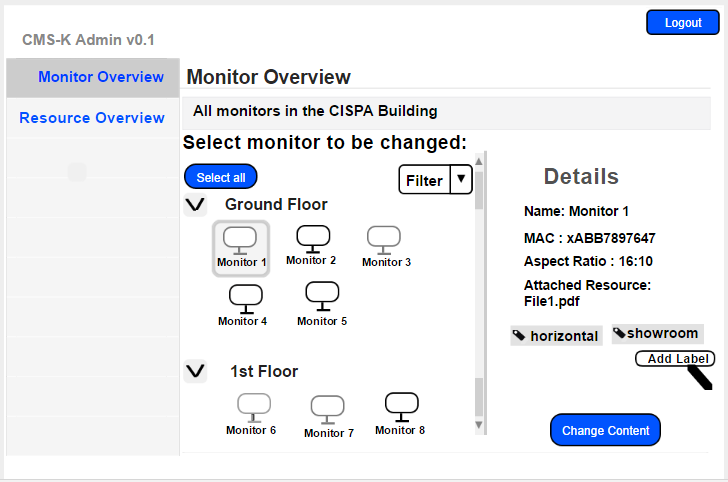 Logout
CMS-K Admin v0.1
Monitor Overview
Resource Overview
Monitor Overview
All monitors in the CISPA Building
Select monitor to be changed:
Select all
Filter
Ground Floor
Monitor 1
Monitor 2
Monitor 3
Monitor 4
Monitor 5
1st Floor
Monitor 6
Monitor 7
Monitor 8
Details
Name: Monitor 1
MAC : xABB7897647
Aspect Ratio : 16:10
Attached Resource:
File1.pdf
horizontal
showroom
Add Label
Change Content